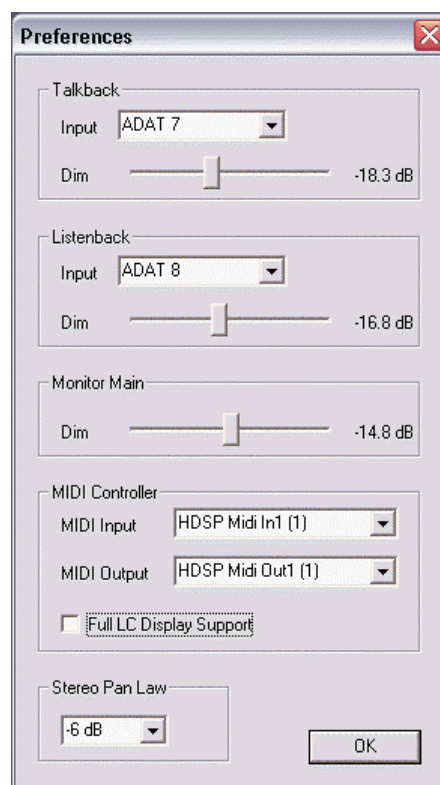 Preferences
Talkback
Input ADAT 7
Dim -18.3 dB
Listenback
Input ADAT 8
Dim -16.8 dB
Monitor Main
Dim -14.8 dB
MIDI Controller
MIDI Input HDSP Midi In1 (1)
MIDI Output HDSP Midi Out1 (1)
Full LC Display Support
Stereo Pan Law
-6 dB
OK